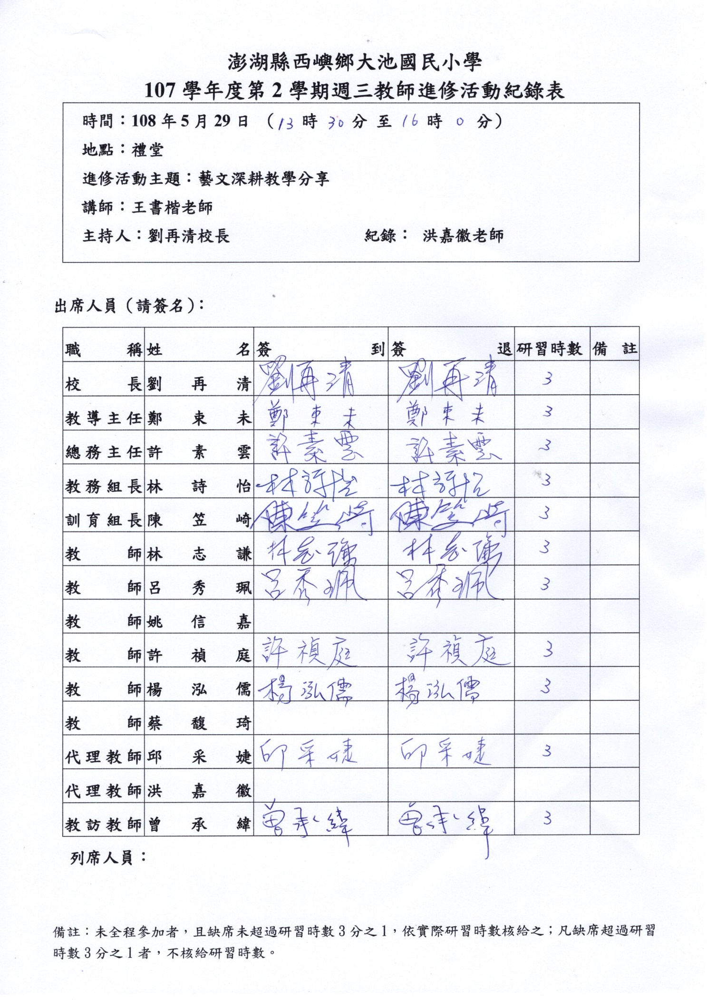 澎湖縣西嶼鄉大池國民小學
107 學年度第 2 學期週三教師進修活動紀錄表
時間：108 年 5 月 29 日 （13 時 30 分 至 16 時 0 分）
地點：禮堂
進修活動主題：藝文深耕教學分享
講師：王書楷老師
主持人：劉再清校長 紀錄： 洪嘉徽老師
出席人員（請簽名）：
職稱 姓名 簽到 簽退 研習時數 備註
校長 劉再清 劉再清 劉再清 3
教導主任 鄭束未 鄭束未 鄭束未 3
總務主任 許素雲 許素雲 許素雲 3
教務組長 林詩怡 林詩怡 林詩怡 3
訓育組長 陳笠崎 陳笠崎 陳笠崎 3
教師 林志謙 林志謙 林志謙 3
教師 呂秀珮 呂秀珮 呂秀珮 3
教師 姚信嘉
教師 許禎庭 許禎庭 許禎庭 3
教師 楊泓儒 楊泓儒 楊泓儒 3
教師 蔡馥琦
代理教師 邱采婕 邱采婕 邱采婕 3
代理教師 洪嘉徽
教訪教師 曾承緯 曾承緯 曾承緯 3
列席人員：
備註：未全程參加者，且缺席未超過研習時數 3 分之 1，依實際研習時數核給之；凡缺席超過研習
時數 3 分之 1 者，不核給研習時數。